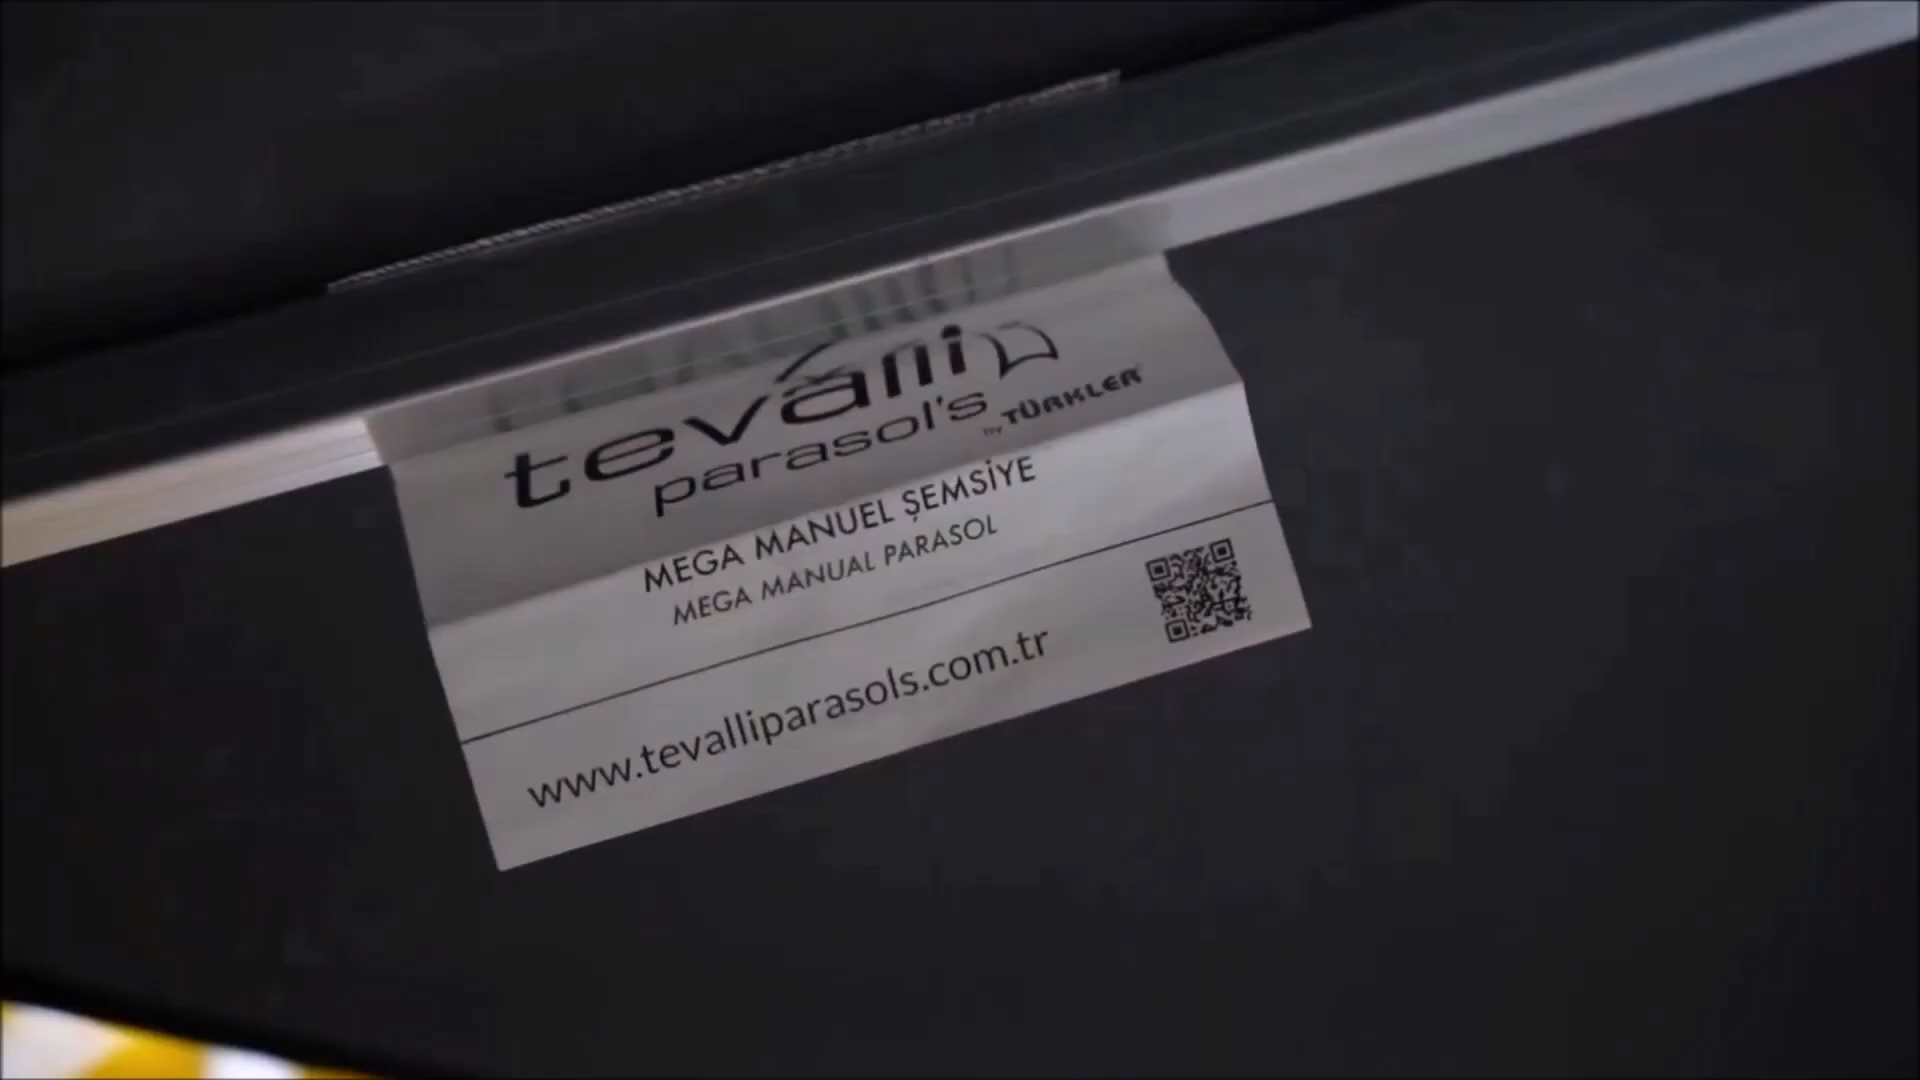 tevalli
parasol's
by TÜRKLER
MEGA MANUEL ŞEMSİYE
MEGA MANUAL PARASOL
www.tevalliparasols.com.tr